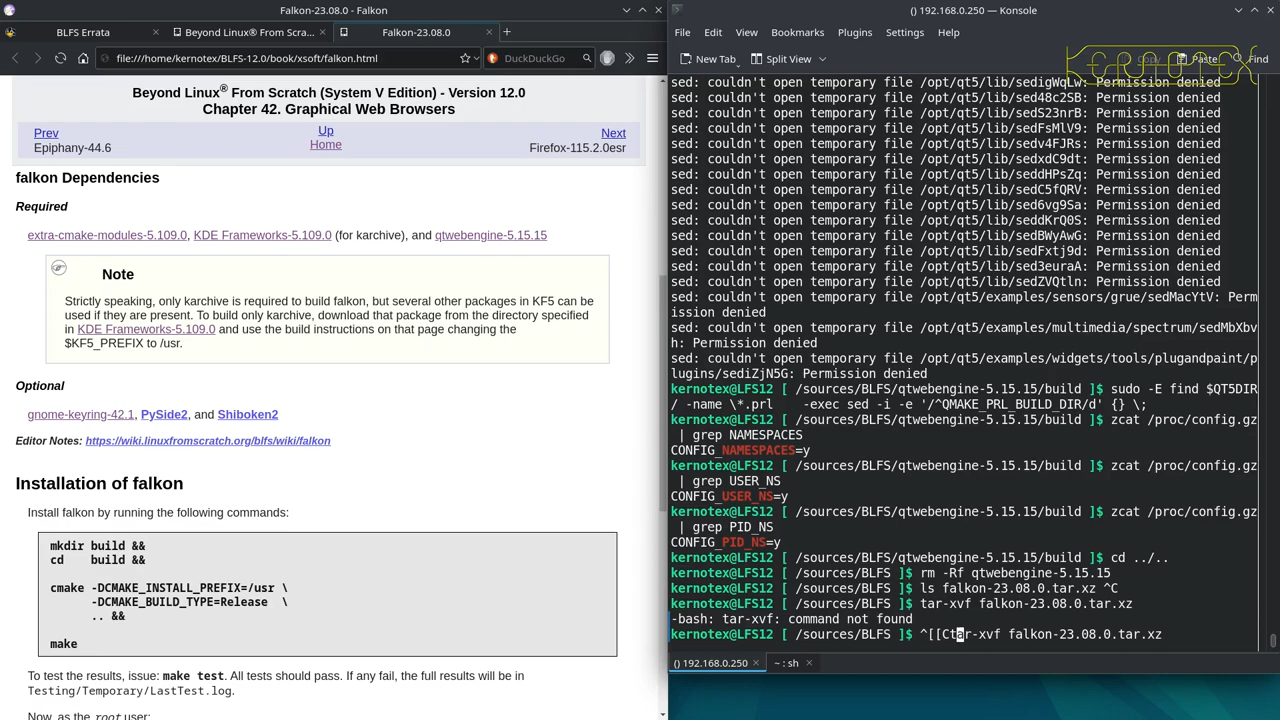 Falkon-23.08.0 - Falkon
BLFS Errata
Beyond Linux® From Scra...
Falkon-23.08.0
file:///home/kernotex/BLFS-12.0/book/xsoft/falkon.html
DuckDuckGo
Beyond Linux® From Scratch (System V Edition) - Version 12.0
Chapter 42. Graphical Web Browsers
Prev
Up
Next
Epiphany-44.6
Home
Firefox-115.2.0esr
falkon Dependencies
Required
extra-cmake-modules-5.109.0, KDE Frameworks-5.109.0 (for karchive), and qtwebengine-5.15.15
Note
Strictly speaking, only karchive is required to build falkon, but several other packages in KF5 can be
used if they are present. To build only karchive, download that package from the directory specified
in KDE Frameworks-5.109.0 and use the build instructions on that page changing the
$KF5_PREFIX to /usr.
Optional
gnome-keyring-42.1, PySide2, and Shiboken2
Editor Notes: https://wiki.linuxfromscratch.org/blfs/wiki/falkon
Installation of falkon
Install falkon by running the following commands:
mkdir build &&
cd    build &&
cmake -DCMAKE_INSTALL_PREFIX=/usr \
-DCMAKE_BUILD_TYPE=Release  \
.. &&
make
To test the results, issue: make test. All tests should pass. If any fail, the full results will be in
Testing/Temporary/LastTest.log.
Now, as the root user:
() 192.168.0.250 — Konsole
File Edit View Bookmarks Plugins Settings Help
New Tab
Split View
Copy
Paste
Find
KERNOTEX
sed: couldn't open temporary file /opt/qt5/lib/sedigWqLw: Permission denied
sed: couldn't open temporary file /opt/qt5/lib/sed48c2SB: Permission denied
sed: couldn't open temporary file /opt/qt5/lib/sedS23nrB: Permission denied
sed: couldn't open temporary file /opt/qt5/lib/sedFsMlV9: Permission denied
sed: couldn't open temporary file /opt/qt5/lib/sedv4FJRs: Permission denied
sed: couldn't open temporary file /opt/qt5/lib/sedxdC9dt: Permission denied
sed: couldn't open temporary file /opt/qt5/lib/seddHPsZq: Permission denied
sed: couldn't open temporary file /opt/qt5/lib/sedC5fQRV: Permission denied
sed: couldn't open temporary file /opt/qt5/lib/sed6vg9Sa: Permission denied
sed: couldn't open temporary file /opt/qt5/lib/seddKrQ0S: Permission denied
sed: couldn't open temporary file /opt/qt5/lib/sedBWyAwG: Permission denied
sed: couldn't open temporary file /opt/qt5/lib/sedFxtj9d: Permission denied
sed: couldn't open temporary file /opt/qt5/lib/sed3euraA: Permission denied
sed: couldn't open temporary file /opt/qt5/lib/sedZVQtln: Permission denied
sed: couldn't open temporary file /opt/qt5/examples/sensors/grue/sedMacYtV: Perm
ission denied
sed: couldn't open temporary file /opt/qt5/examples/multimedia/spectrum/sedMbXbv
h: Permission denied
sed: couldn't open temporary file /opt/qt5/examples/widgets/tools/plugandpaint/p
lugins/sediZjN5G: Permission denied
kernotex@LFS12 [ /sources/BLFS/qtwebengine-5.15.15/build ]$ sudo -E find $QT5DIR
/ -name \*.prl    -exec sed -i -e '/^QMAKE_PRL_BUILD_DIR/d' {} \;
kernotex@LFS12 [ /sources/BLFS/qtwebengine-5.15.15/build ]$ zcat /proc/config.gz
| grep NAMESPACES
CONFIG_NAMESPACES=y
kernotex@LFS12 [ /sources/BLFS/qtwebengine-5.15.15/build ]$ zcat /proc/config.gz
| grep USER_NS
CONFIG_USER_NS=y
kernotex@LFS12 [ /sources/BLFS/qtwebengine-5.15.15/build ]$ zcat /proc/config.gz
| grep PID_NS
CONFIG_PID_NS=y
kernotex@LFS12 [ /sources/BLFS/qtwebengine-5.15.15/build ]$ cd ../..
kernotex@LFS12 [ /sources/BLFS ]$ rm -Rf qtwebengine-5.15.15
kernotex@LFS12 [ /sources/BLFS ]$ ls falkon-23.08.0.tar.xz ^C
kernotex@LFS12 [ /sources/BLFS ]$ tar-xvf falkon-23.08.0.tar.xz
-bash: tar-xvf: command not found
kernotex@LFS12 [ /sources/BLFS ]$ ^[[Ctar-xvf falkon-23.08.0.tar.xz
() 192.168.0.250
~ : sh